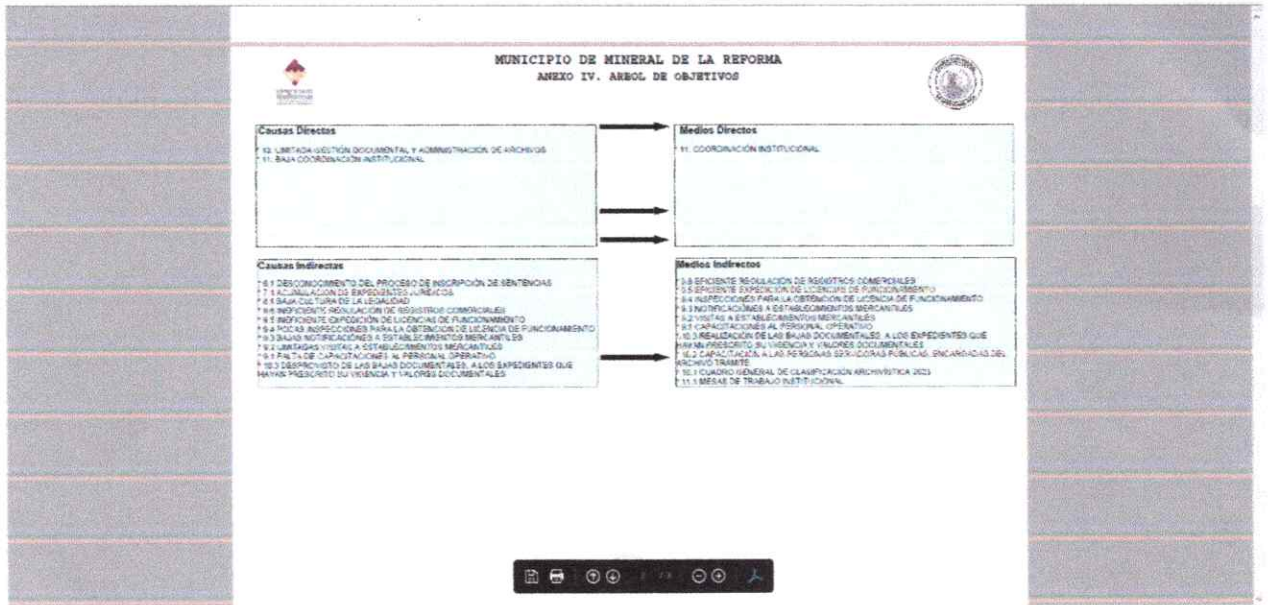 MUNICIPIO DE MINERAL DE LA REFORMA
ANEXO IV. ARBOL DE OBJETIVOS
Causas Directas
* 10. LIMITADA GESTIÓN DOCUMENTAL Y ADMINISTRACIÓN DE ARCHIVOS
* 11. BAJA COORDINACIÓN INSTITUCIONAL
Medios Directos
* 11. COORDINACIÓN INSTITUCIONAL
Causas Indirectas
* 6.1 DESCONOCIMIENTO DEL PROCESO DE INSCRIPCIÓN DE SENTENCIAS
* 7.1 ACUMULACIÓN DE EXPEDIENTES JURÍDICOS
* 8.1 BAJA CULTURA DE LA LEGALIDAD
* 9.6 INEFICIENTE REGULACIÓN DE REGISTROS COMERCIALES
* 9.5 INEFICIENTE EXPEDICIÓN DE LICENCIAS DE FUNCIONAMIENTO
* 9.4 POCAS INSPECCIONES PARA LA OBTENCIÓN DE LICENCIA DE FUNCIONAMIENTO
* 9.3 BAJAS NOTIFICACIONES A ESTABLECIMIENTOS MERCANTILES
* 9.2 LIMITADAS VISITAS A ESTABLECIMIENTOS MERCANTILES
* 9.1 FALTA DE CAPACITACIONES AL PERSONAL OPERATIVO
* 10.3 DESPROVISTO DE LAS BAJAS DOCUMENTALES, A LOS EXPEDIENTES QUE
HAYAN PRESCRITO SU VIGENCIA Y VALORES DOCUMENTALES
Medios Indirectos
* 9.6 EFICIENTE REGULACIÓN DE REGISTROS COMERCIALES
* 9.5 EFICIENTE EXPEDICIÓN DE LICENCIAS DE FUNCIONAMIENTO
* 9.4 INSPECCIONES PARA LA OBTENCIÓN DE LICENCIA DE FUNCIONAMIENTO
* 9.3 NOTIFICACIONES A ESTABLECIMIENTOS MERCANTILES
* 9.2 VISITAS A ESTABLECIMIENTOS MERCANTILES
* 9.1 CAPACITACIONES AL PERSONAL OPERATIVO
* 10.3 REALIZACIÓN DE LAS BAJAS DOCUMENTALES, A LOS EXPEDIENTES QUE
HAYAN PRESCRITO SU VIGENCIA Y VALORES DOCUMENTALES
* 10.2 CAPACITACIÓN A LAS PERSONAS SERVIDORAS PÚBLICAS, ENCARGADAS DEL
ARCHIVO TRÁMITE
* 10.1 CUADRO GENERAL DE CLASIFICACIÓN ARCHIVÍSTICA 2023
* 11.1 MESAS DE TRABAJO INSTITUCIONAL